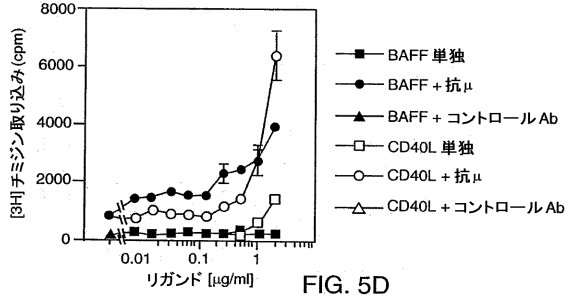 [3H]チミジン取り込み(cpm)
8000
6000
4000
2000
0
0.01
0.1
1
リガンド [μg/ml]
BAFF 単独
BAFF + 抗μ
BAFF + コントロール Ab
CD40L 単独
CD40L + 抗μ
CD40L + コントロール Ab
FIG. 5D